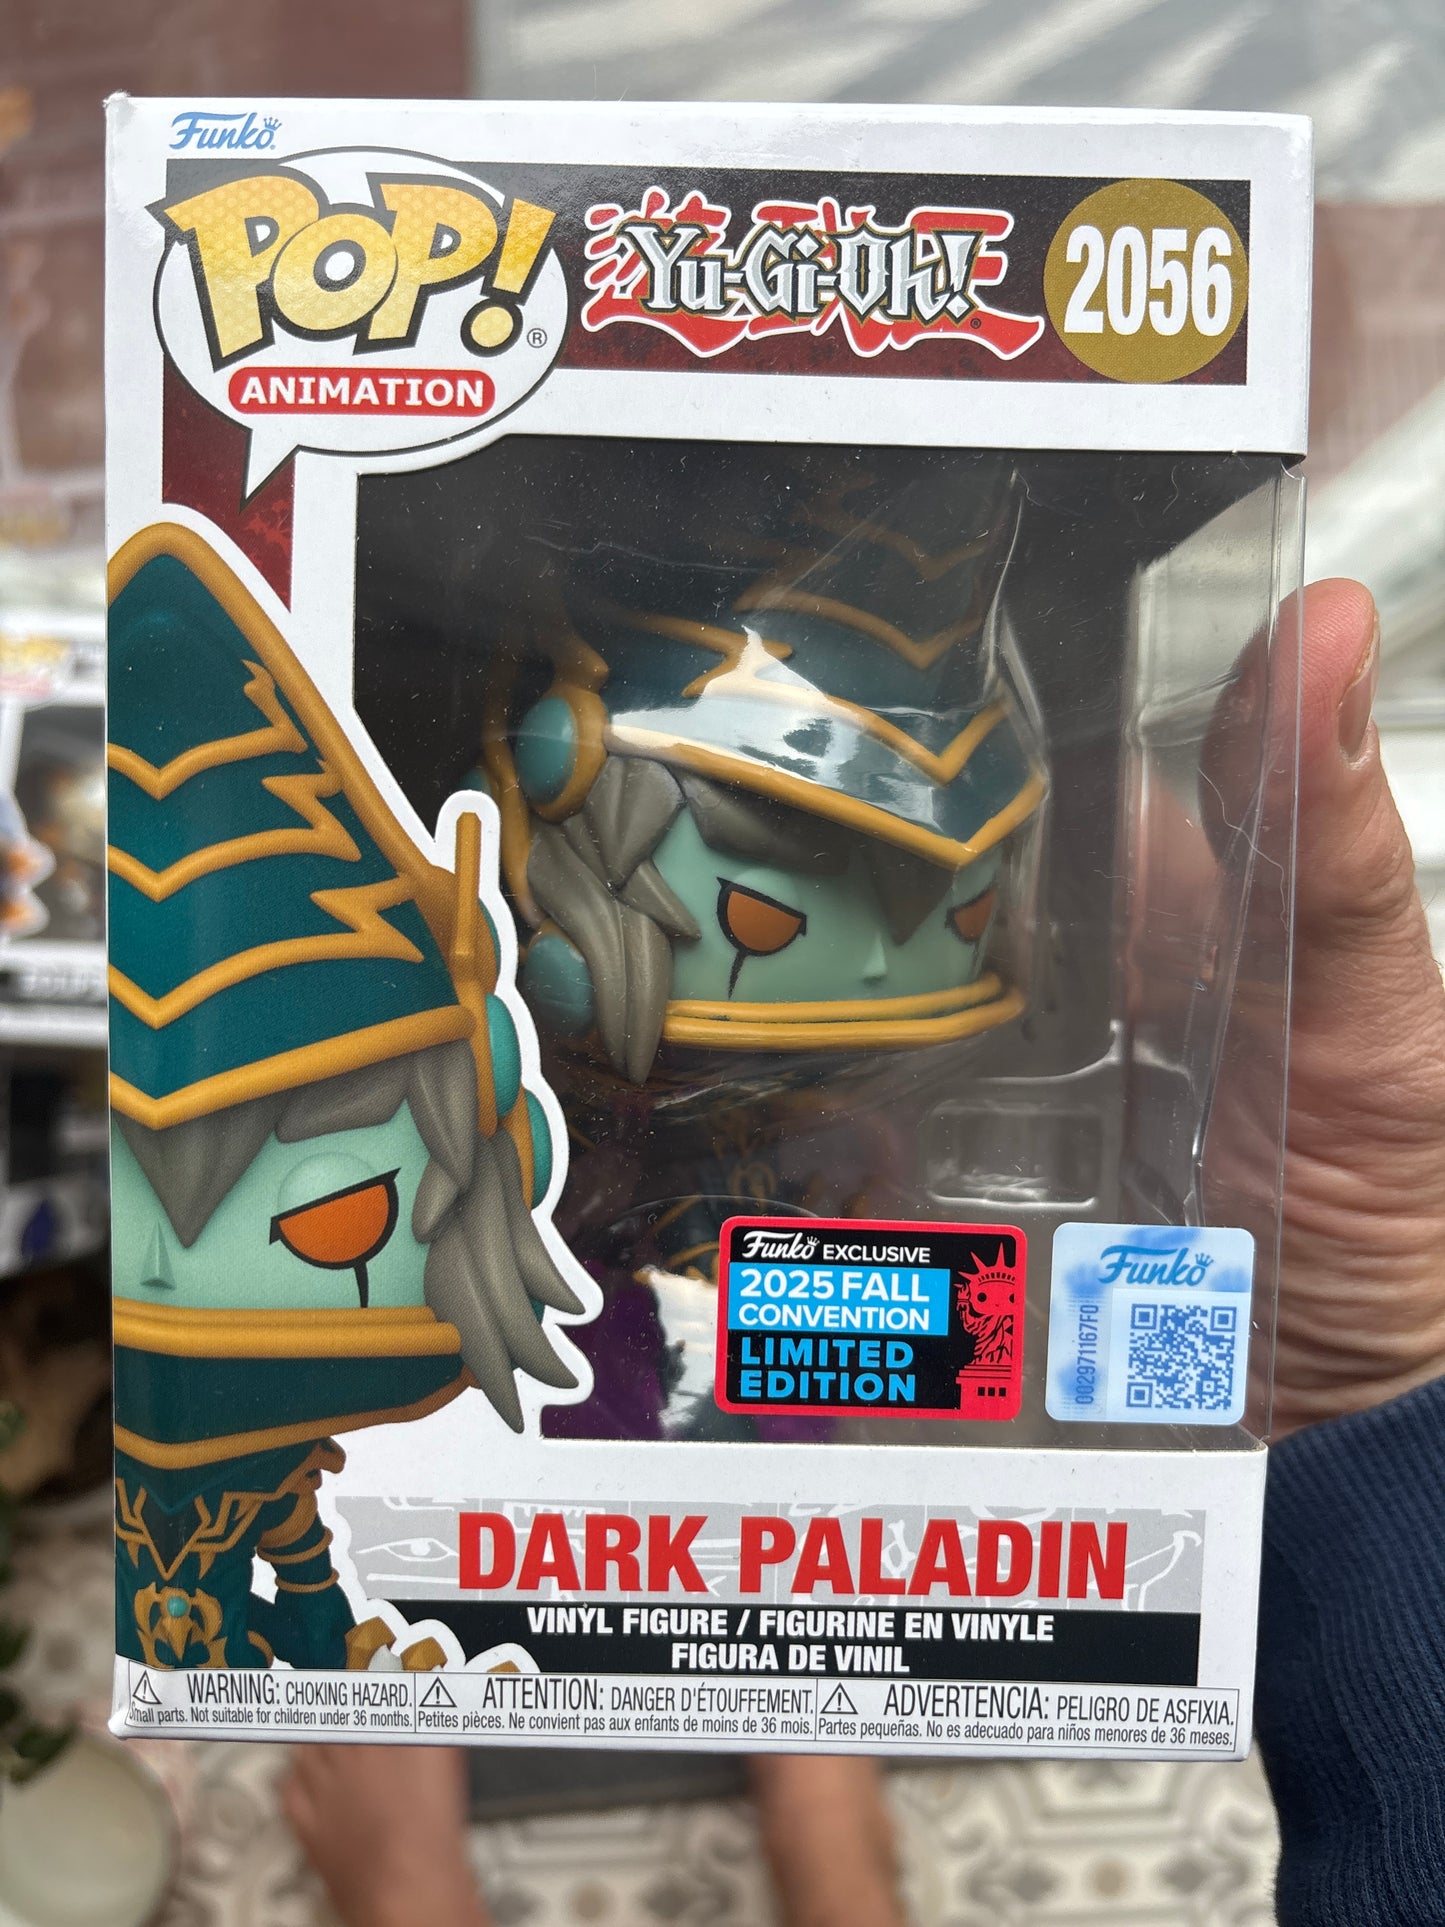 Funko
POP! ®
ANIMATION
Yu-Gi-Oh! ®
2056
Funko EXCLUSIVE
2025 FALL
CONVENTION
LIMITED
EDITION
Funko
002971167F0
DARK PALADIN
VINYL FIGURE / FIGURINE EN VINYLE
FIGURA DE VINIL
WARNING: CHOKING HAZARD.
Small parts. Not suitable for children under 36 months.
ATTENTION: DANGER D'ÉTOUFFEMENT.
Petites pièces. Ne convient pas aux enfants de moins de 36 mois.
ADVERTENCIA: PELIGRO DE ASFIXIA.
Partes pequeñas. No es adecuado para niños menores de 36 meses.